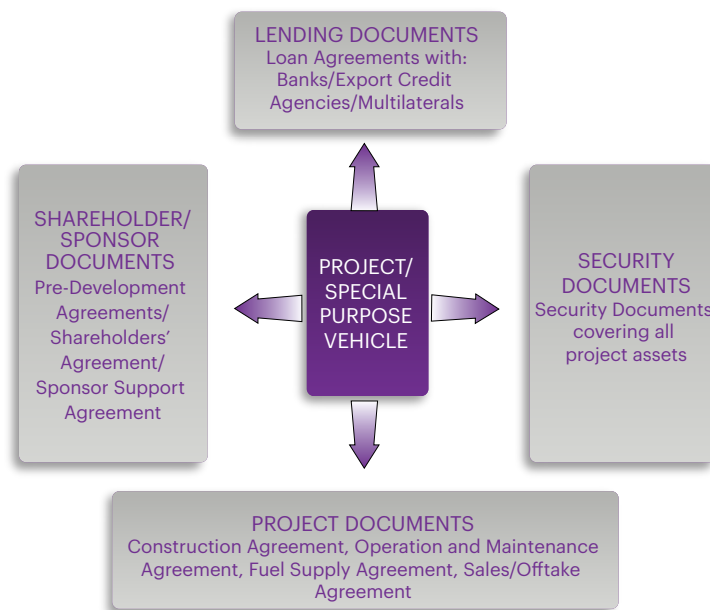 LENDING DOCUMENTS
Loan Agreements with:
Banks/Export Credit
Agencies/Multilaterals
SHAREHOLDER/
SPONSOR
DOCUMENTS
Pre-Development
Agreements/
Shareholders’
Agreement/
Sponsor Support
Agreement
PROJECT/
SPECIAL
PURPOSE
VEHICLE
SECURITY
DOCUMENTS
Security Documents
covering all
project assets
PROJECT DOCUMENTS
Construction Agreement, Operation and Maintenance
Agreement, Fuel Supply Agreement, Sales/Offtake
Agreement